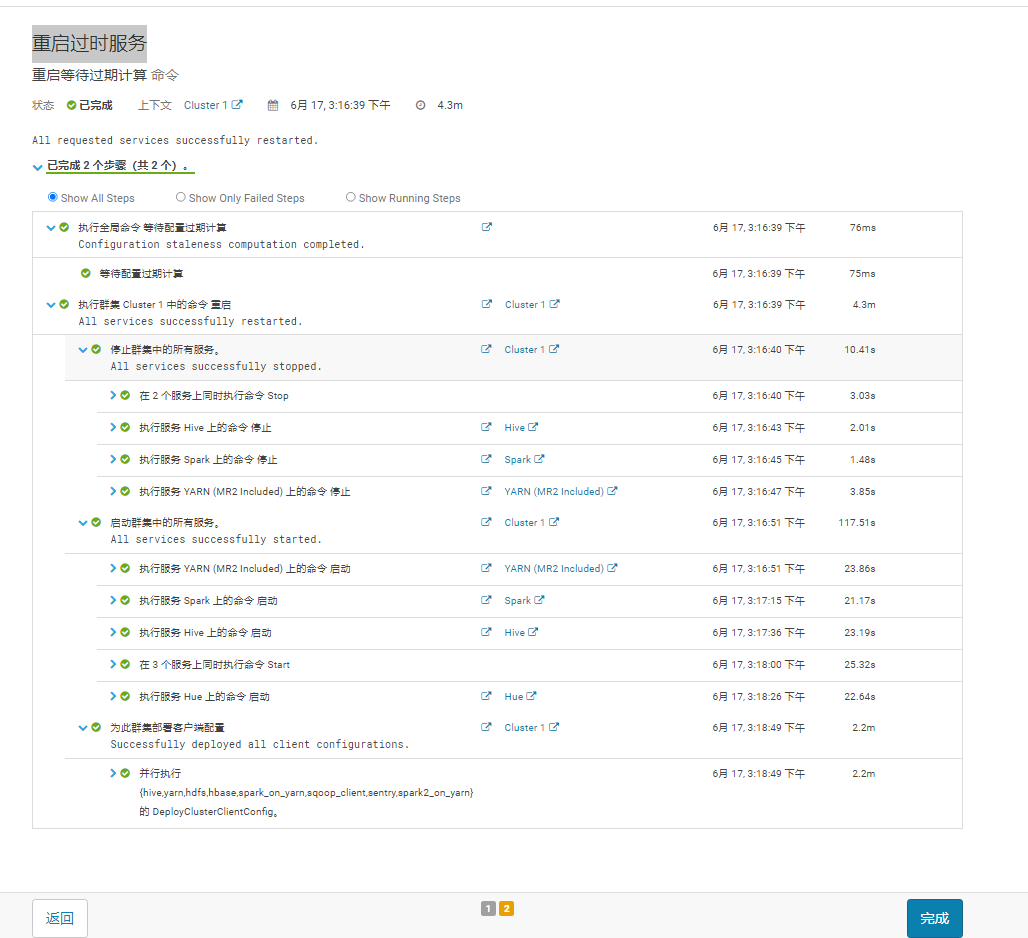 重启过时服务
重启等待过期计算 命令
状态 已完成 上下文 Cluster 1 6月 17, 3:16:39 下午 4.3m
All requested services successfully restarted.
已完成 2 个步骤（共 2 个）。
Show All Steps Show Only Failed Steps Show Running Steps
执行全局命令 等待配置过期计算 6月 17, 3:16:39 下午 76ms
Configuration staleness computation completed.
等待配置过期计算 6月 17, 3:16:39 下午 75ms
执行群集 Cluster 1 中的命令 重启 Cluster 1 6月 17, 3:16:39 下午 4.3m
All services successfully restarted.
停止群集中的所有服务。 Cluster 1 6月 17, 3:16:40 下午 10.41s
All services successfully stopped.
在 2 个服务上同时执行命令 Stop 6月 17, 3:16:40 下午 3.03s
执行服务 Hive 上的命令 停止 Hive 6月 17, 3:16:43 下午 2.01s
执行服务 Spark 上的命令 停止 Spark 6月 17, 3:16:45 下午 1.48s
执行服务 YARN (MR2 Included) 上的命令 停止 YARN (MR2 Included) 6月 17, 3:16:47 下午 3.85s
启动群集中的所有服务。 Cluster 1 6月 17, 3:16:51 下午 117.51s
All services successfully started.
执行服务 YARN (MR2 Included) 上的命令 启动 YARN (MR2 Included) 6月 17, 3:16:51 下午 23.86s
执行服务 Spark 上的命令 启动 Spark 6月 17, 3:17:15 下午 21.17s
执行服务 Hive 上的命令 启动 Hive 6月 17, 3:17:36 下午 23.19s
在 3 个服务上同时执行命令 Start 6月 17, 3:18:00 下午 25.32s
执行服务 Hue 上的命令 启动 Hue 6月 17, 3:18:26 下午 22.64s
为此群集部署客户端配置 Cluster 1 6月 17, 3:18:49 下午 2.2m
Successfully deployed all client configurations.
并行执行 6月 17, 3:18:49 下午 2.2m
{hive,yarn,hdfs,hbase,spark_on_yarn,sqoop_client,sentry,spark2_on_yarn}
的 DeployClusterClientConfig。
返回 1 2 完成